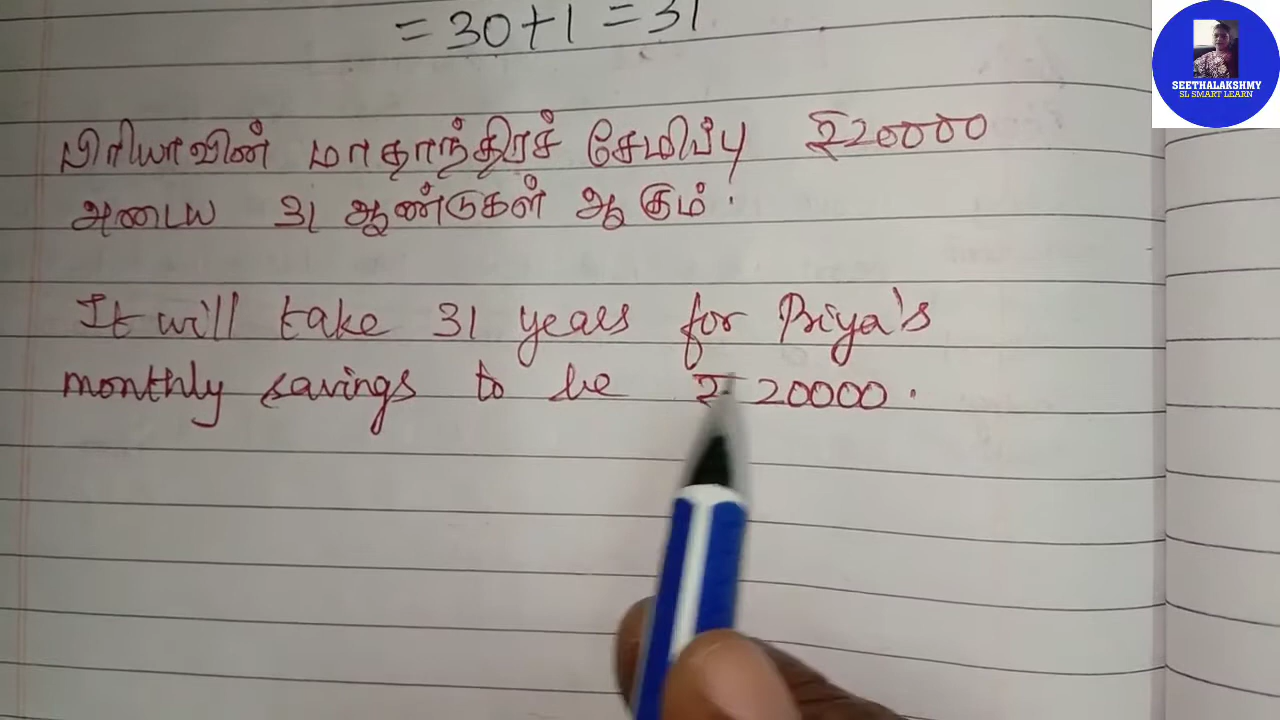 = 30 + 1 = 31
SEETHALAKSHMY
SL SMART LEARN
பிரியாவின் மாதாந்திரச் சேமிப்பு ₹20000
அடைய 31 ஆண்டுகள் ஆகும்.
It will take 31 years for Priya's
monthly savings to be ₹ 20000.